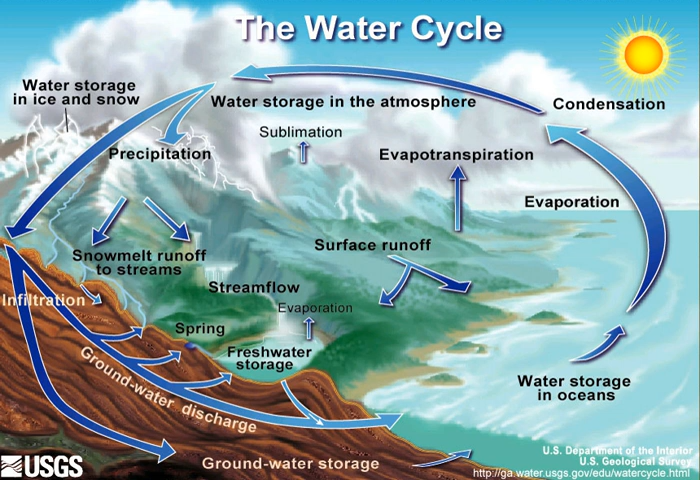 The Water Cycle
Water storage
in ice and snow
Water storage in the atmosphere
Condensation
Sublimation
Precipitation
Evapotranspiration
Evaporation
Snowmelt runoff
to streams
Surface runoff
Streamflow
Infiltration
Evaporation
Spring
Freshwater
storage
Ground-water discharge
Water storage
in oceans
Ground-water storage
U.S. Department of the Interior
U.S. Geological Survey
http://ga.water.usgs.gov/edu/watercycle.html
USGS